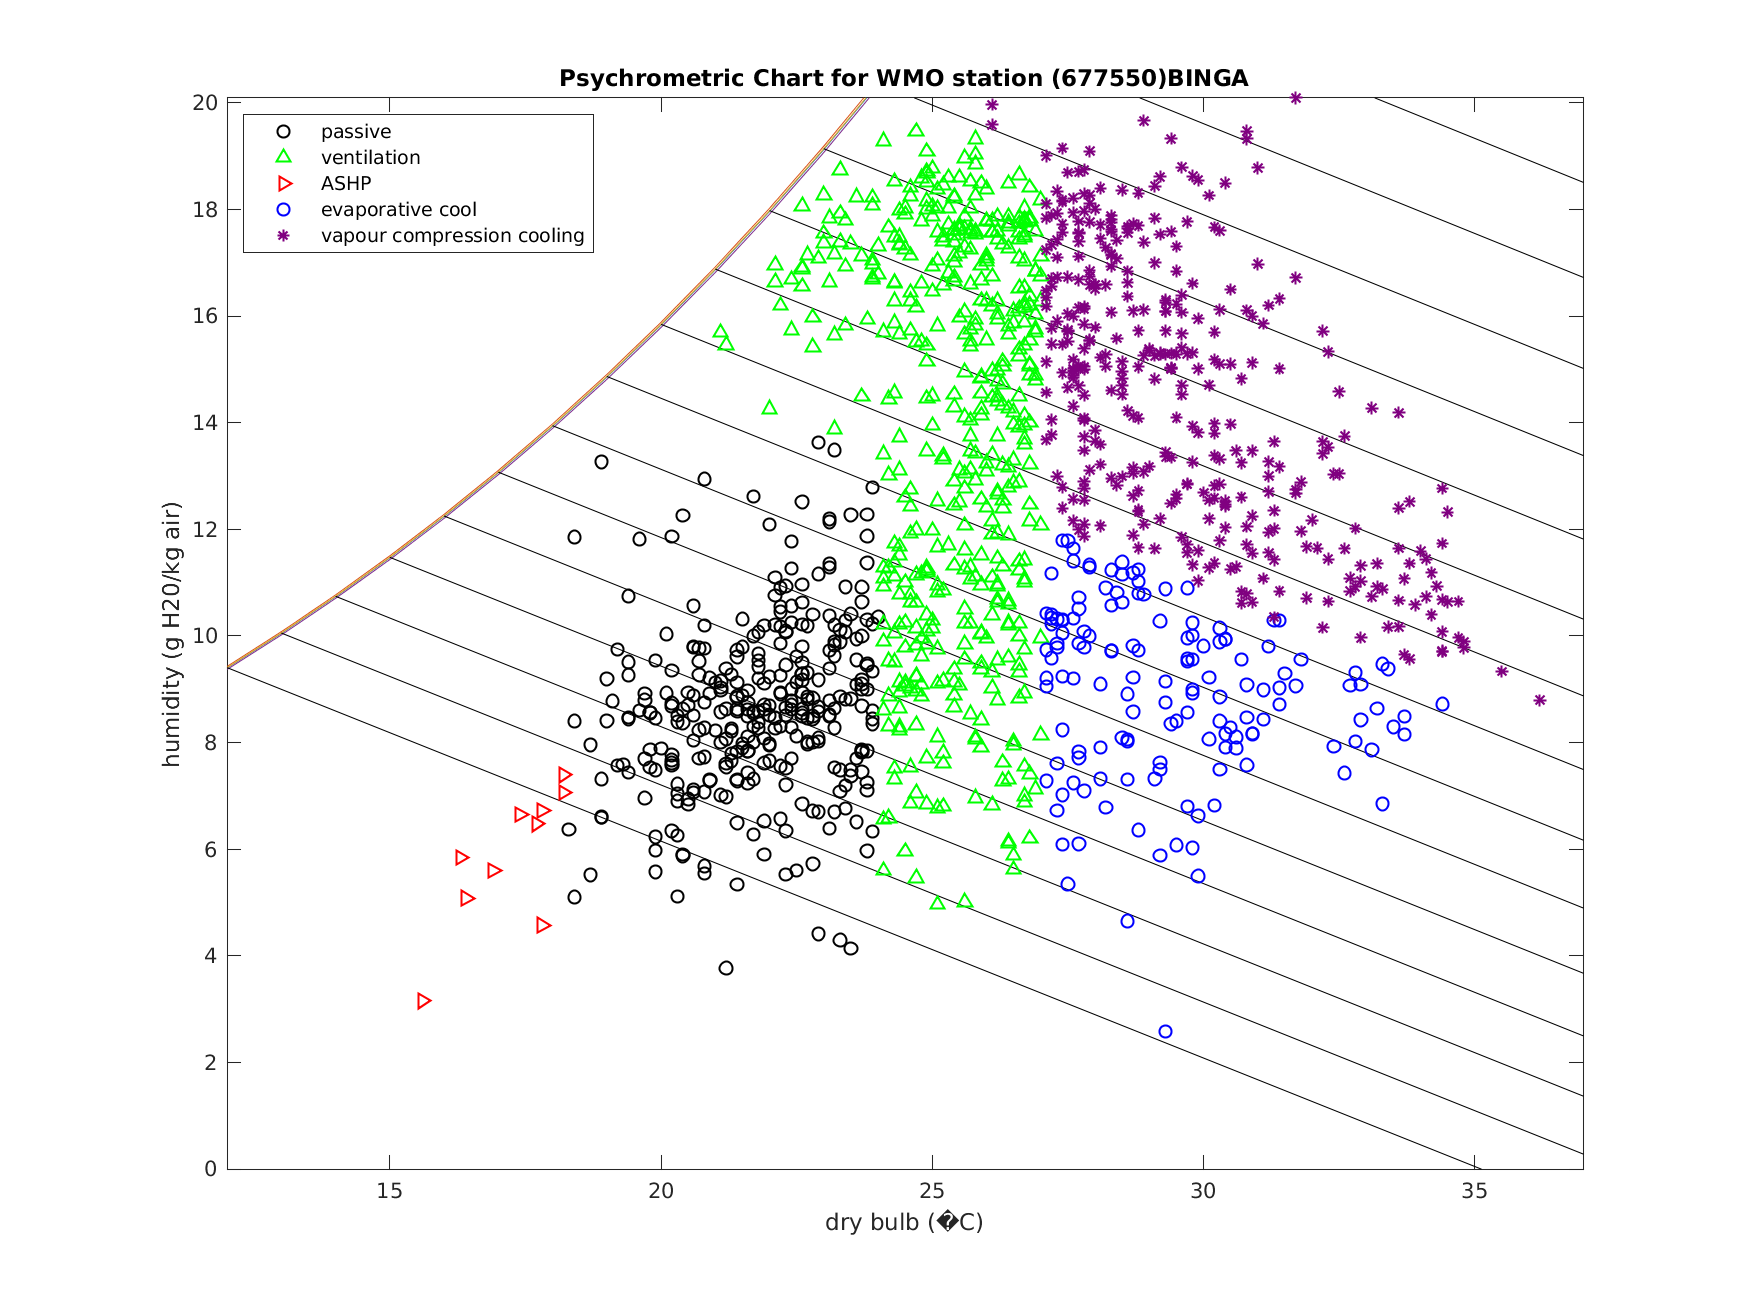 Psychrometric Chart for WMO station (677550)BINGA
passive
ventilation
ASHP
evaporative cool
vapour compression cooling
humidity (g H20/kg air)
20
18
16
14
12
10
8
6
4
2
0
15 20 25 30 35
dry bulb (�C)